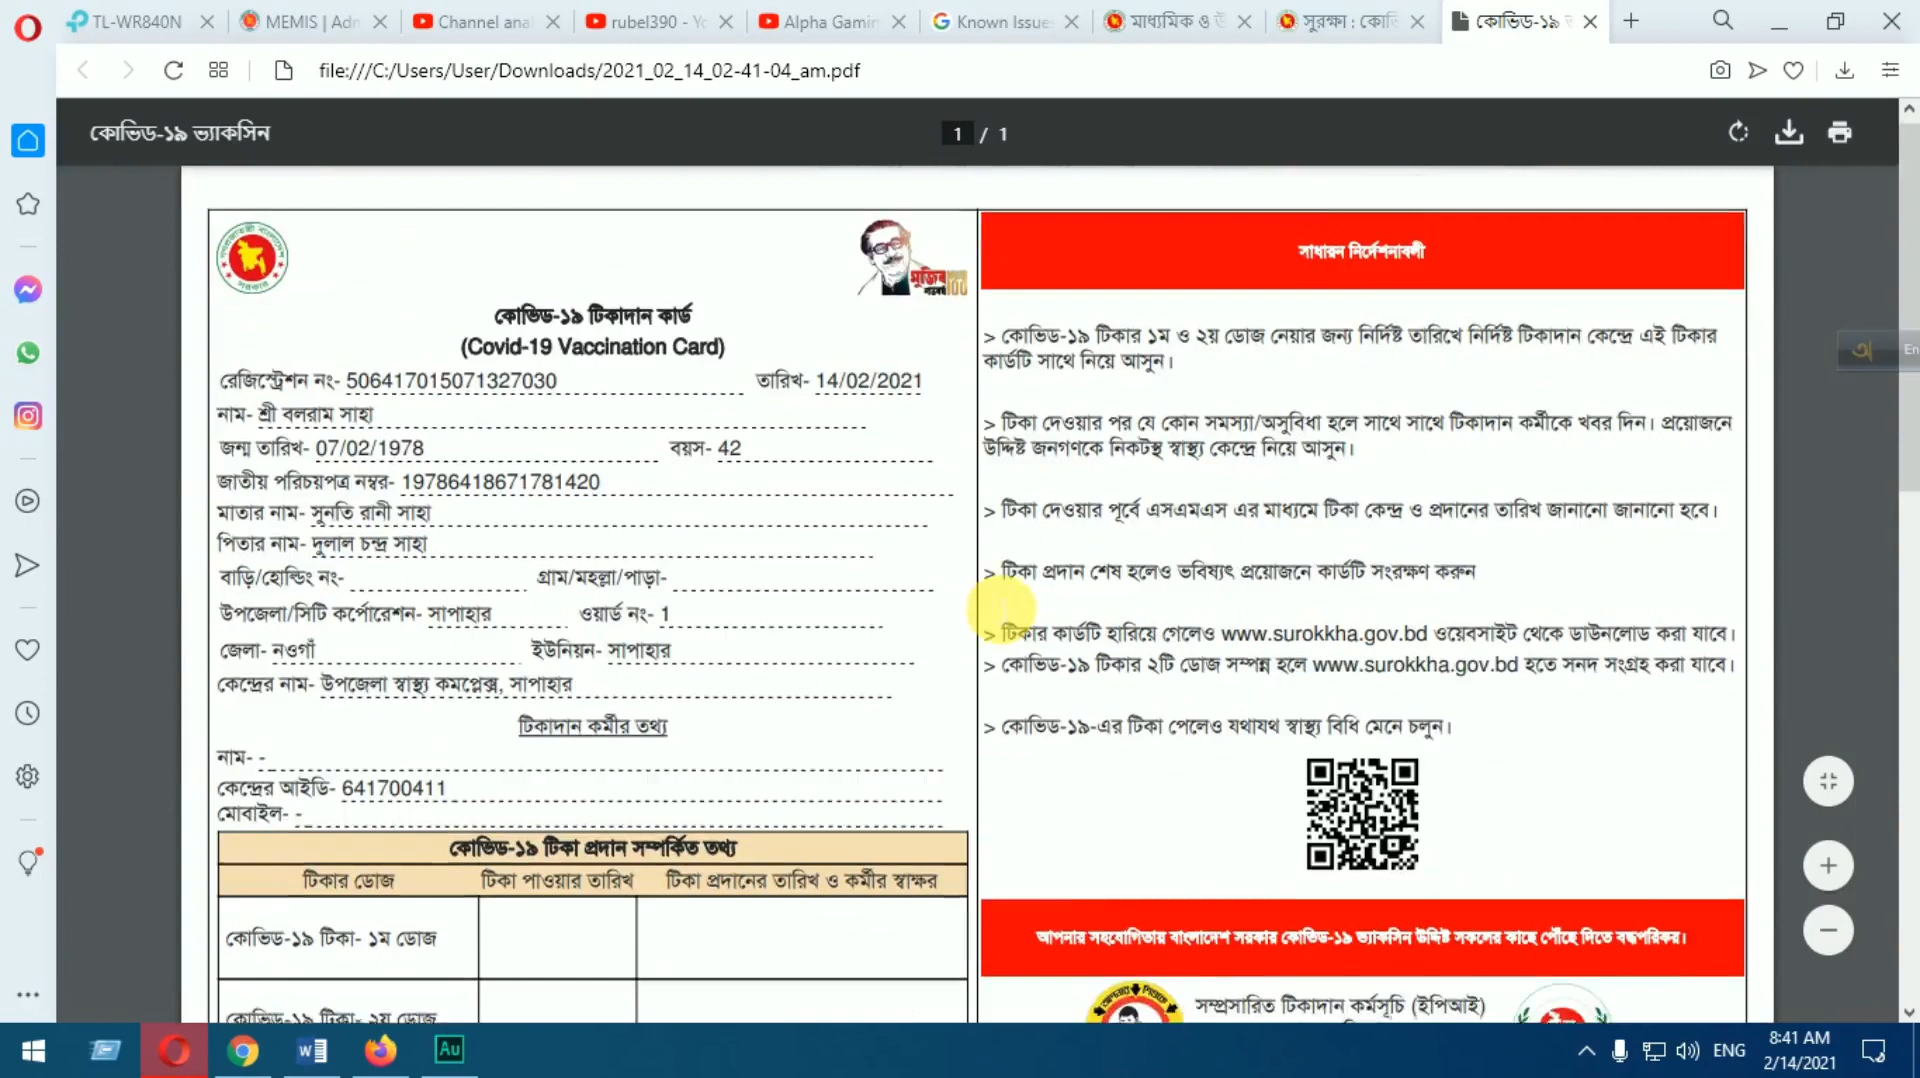 TL-WR840N
MEMIS | Adn
Channel anal
rubel390 - Yo
Alpha Gamin
Known Issue
মাধ্যমিক ও উ
সুরক্ষা : কোভি
কোভিড-১৯ ভ
file:///C:/Users/User/Downloads/2021_02_14_02-41-04_am.pdf
কোভিড-১৯ ভ্যাকসিন
1 / 1
মুজিব
100
কোভিড-১৯ টিকাদান কার্ড
(Covid-19 Vaccination Card)
রেজিস্ট্রেশন নং- 506417015071327030 তারিখ- 14/02/2021
নাম- শ্রী বলরাম সাহা
জন্ম তারিখ- 07/02/1978 বয়স- 42
জাতীয় পরিচয়পত্র নম্বর- 19786418671781420
মাতার নাম- সুনতি রানী সাহা
পিতার নাম- দুলাল চন্দ্র সাহা
বাড়ি/হোল্ডিং নং- গ্রাম/মহল্লা/পাড়া-
উপজেলা/সিটি কর্পোরেশন- সাপাহার ওয়ার্ড নং- 1
জেলা- নওগাঁ ইউনিয়ন- সাপাহার
কেন্দ্রের নাম- উপজেলা স্বাস্থ্য কমপ্লেক্স, সাপাহার
টিকাদান কর্মীর তথ্য
নাম- -
কেন্দ্রের আইডি- 641700411
মোবাইল- -
কোভিড-১৯ টিকা প্রদান সম্পর্কিত তথ্য
টিকার ডোজ টিকা পাওয়ার তারিখ টিকা প্রদানের তারিখ ও কর্মীর স্বাক্ষর
কোভিড-১৯ টিকা- ১ম ডোজ
কোভিড-১৯ টিকা- ২য় ডোজ
সাধারন নির্দেশনাবলী
> কোভিড-১৯ টিকার ১ম ও ২য় ডোজ নেয়ার জন্য নির্দিষ্ট তারিখে নির্দিষ্ট টিকাদান কেন্দ্রে এই টিকার
কার্ডটি সাথে নিয়ে আসুন।
> টিকা দেওয়ার পর যে কোন সমস্যা/অসুবিধা হলে সাথে সাথে টিকাদান কর্মীকে খবর দিন। প্রয়োজনে
উদ্দিষ্ট জনগণকে নিকটস্থ স্বাস্থ্য কেন্দ্রে নিয়ে আসুন।
> টিকা দেওয়ার পূর্বে এসএমএস এর মাধ্যমে টিকা কেন্দ্র ও প্রদানের তারিখ জানানো জানানো হবে।
> টিকা প্রদান শেষ হলেও ভবিষ্যৎ প্রয়োজনে কার্ডটি সংরক্ষণ করুন
> টিকার কার্ডটি হারিয়ে গেলেও www.surokkha.gov.bd ওয়েবসাইট থেকে ডাউনলোড করা যাবে।
> কোভিড-১৯ টিকার ২টি ডোজ সম্পন্ন হলে www.surokkha.gov.bd হতে সনদ সংগ্রহ করা যাবে।
> কোভিড-১৯-এর টিকা পেলেও যথাযথ স্বাস্থ্য বিধি মেনে চলুন।
আপনার সহযোগিতায় বাংলাদেশ সরকার কোভিড-১৯ ভ্যাকসিন উদ্দিষ্ট সকলের কাছে পৌঁছে দিতে বদ্ধপরিকর।
সম্প্রসারিত টিকাদান কর্মসূচি (ইপিআই)
অ En
W
Au
ENG
8:41 AM
2/14/2021